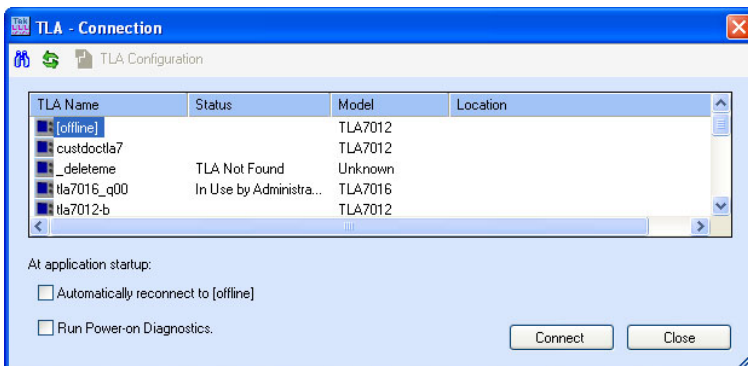 Tek
TLA - Connection
TLA Configuration
TLA Name Status Model Location
[offline] TLA7012
custdoctla7 TLA7012
_deleteme TLA Not Found Unknown
tla7016_q00 In Use by Administra... TLA7016
tla7012-b TLA7012
At application startup:
Automatically reconnect to [offline]
Run Power-on Diagnostics.
Connect Close